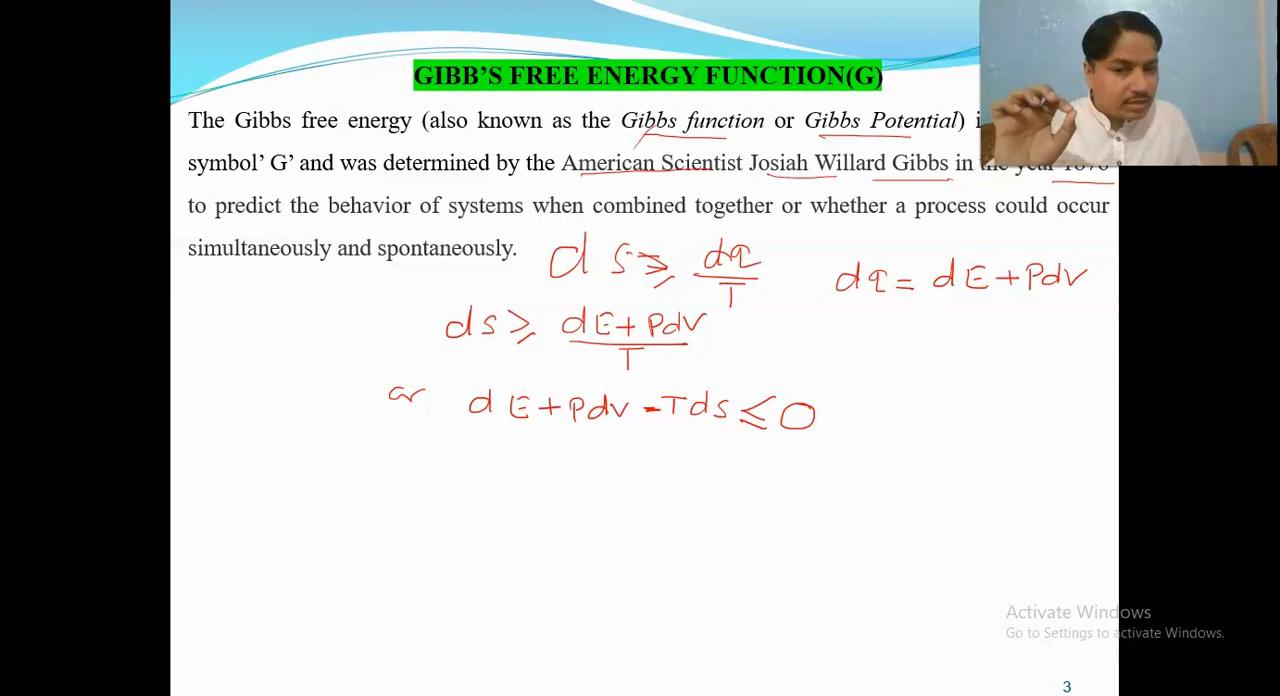 GIBB'S FREE ENERGY FUNCTION(G)
The Gibbs free energy (also known as the Gibbs function or Gibbs Potential)
symbol' G' and was determined by the American Scientist Josiah Willard Gibbs in the year
to predict the behavior of systems when combined together or whether a process could occur
simultaneously and spontaneously.
ds ≥ dq/T
dq = dE + Pdv
ds ≥ dE + Pdv/T
or dE + Pdv - Tds ≤ 0
Activate Windows
Go to Settings to activate Windows.
3